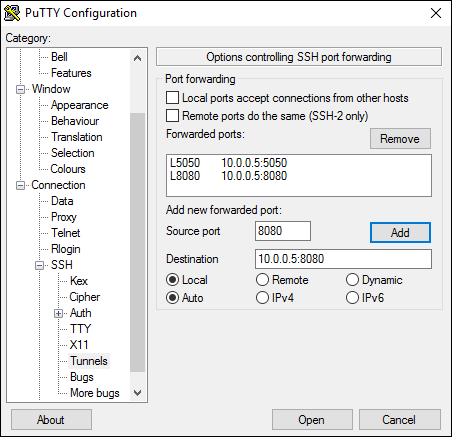 PuTTY Configuration
Category:
Bell
Features
Window
Appearance
Behaviour
Translation
Selection
Colours
Connection
Data
Proxy
Telnet
Rlogin
SSH
Kex
Cipher
Auth
TTY
X11
Tunnels
Bugs
More bugs
Options controlling SSH port forwarding
Port forwarding
Local ports accept connections from other hosts
Remote ports do the same (SSH-2 only)
Forwarded ports:
Remove
L5050 10.0.0.5:5050
L8080 10.0.0.5:8080
Add new forwarded port:
Source port 8080 Add
Destination 10.0.0.5:8080
Local Remote Dynamic
Auto IPv4 IPv6
About Open Cancel